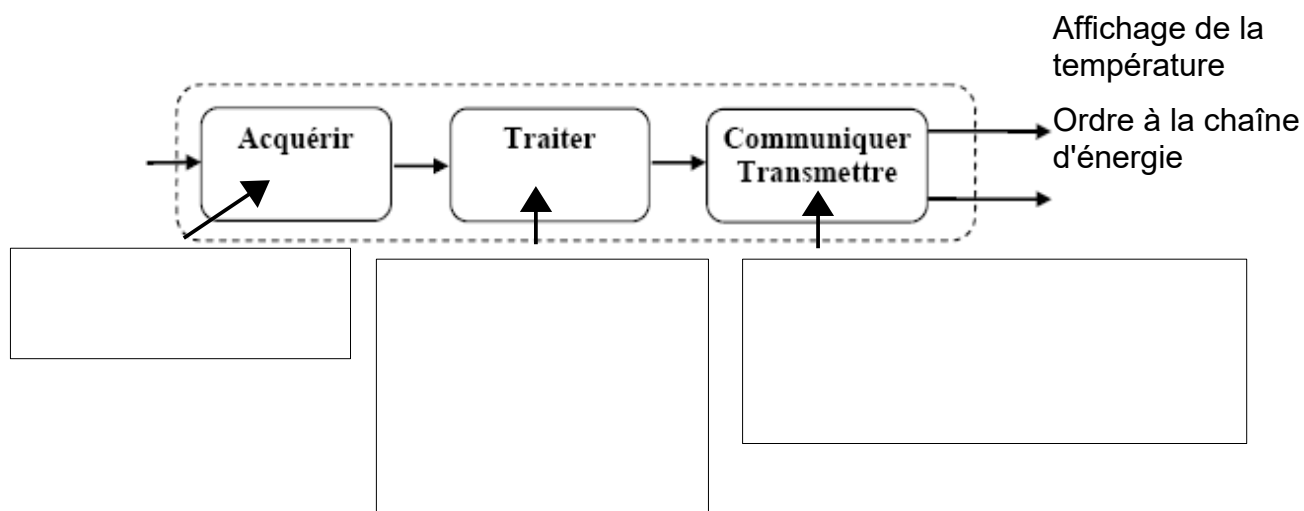 Affichage de la
température
Acquérir
Traiter
Communiquer
Transmettre
Ordre à la chaîne
d'énergie